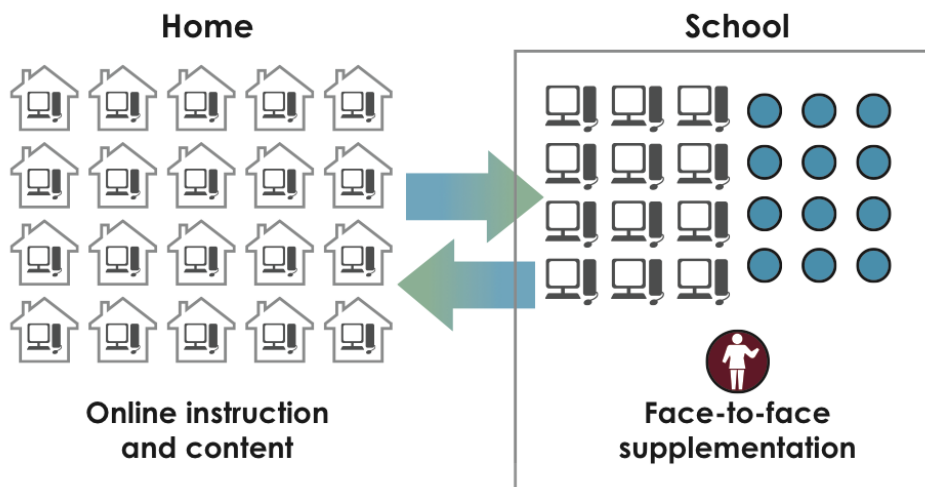 Home
School
Online instruction
and content
Face-to-face
supplementation